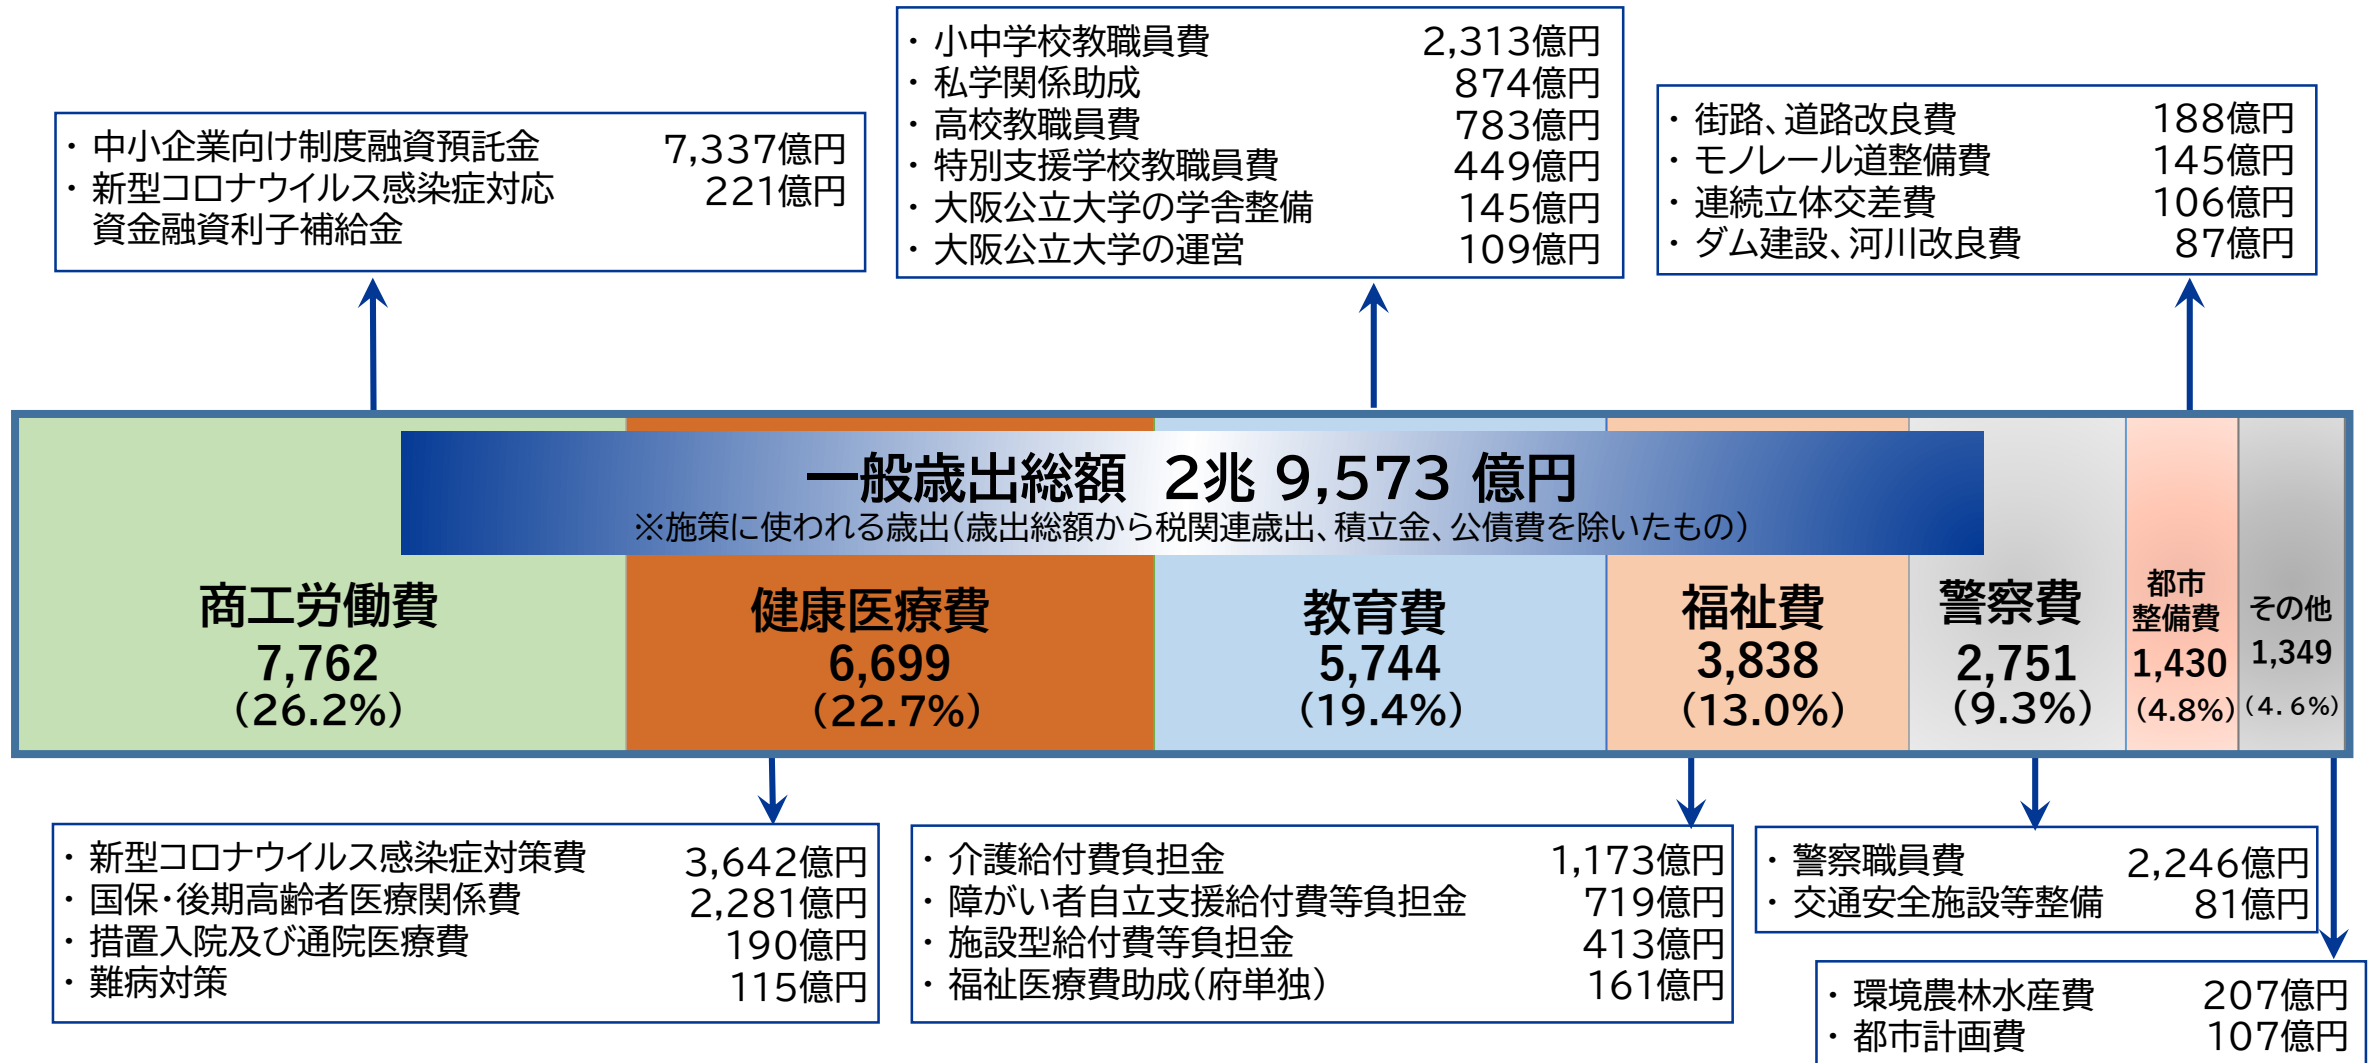 ・ 中小企業向け制度融資預託金 7,337億円
・ 新型コロナウイルス感染症対応 221億円
資金融資利子補給金
・ 小中学校教職員費 2,313億円
・ 私学関係助成 874億円
・ 高校教職員費 783億円
・ 特別支援学校教職員費 449億円
・ 大阪公立大学の学舎整備 145億円
・ 大阪公立大学の運営 109億円
・ 街路、道路改良費 188億円
・ モノレール道整備費 145億円
・ 連続立体交差費 106億円
・ ダム建設、河川改良費 87億円
一般歳出総額 2兆 9,573 億円
※施策に使われる歳出(歳出総額から税関連歳出、積立金、公債費を除いたもの)
商工労働費
7,762
(26.2%)
健康医療費
6,699
(22.7%)
教育費
5,744
(19.4%)
福祉費
3,838
(13.0%)
警察費
2,751
(9.3%)
都市
整備費
1,430
(4.8%)
その他
1,349
(4.6%)
・ 新型コロナウイルス感染症対策費 3,642億円
・ 国保・後期高齢者医療関係費 2,281億円
・ 措置入院及び通院医療費 190億円
・ 難病対策 115億円
・ 介護給付費負担金 1,173億円
・ 障がい者自立支援給付費等負担金 719億円
・ 施設型給付費等負担金 413億円
・ 福祉医療費助成(府単独) 161億円
・ 警察職員費 2,246億円
・ 交通安全施設等整備 81億円
・ 環境農林水産費 207億円
・ 都市計画費 107億円